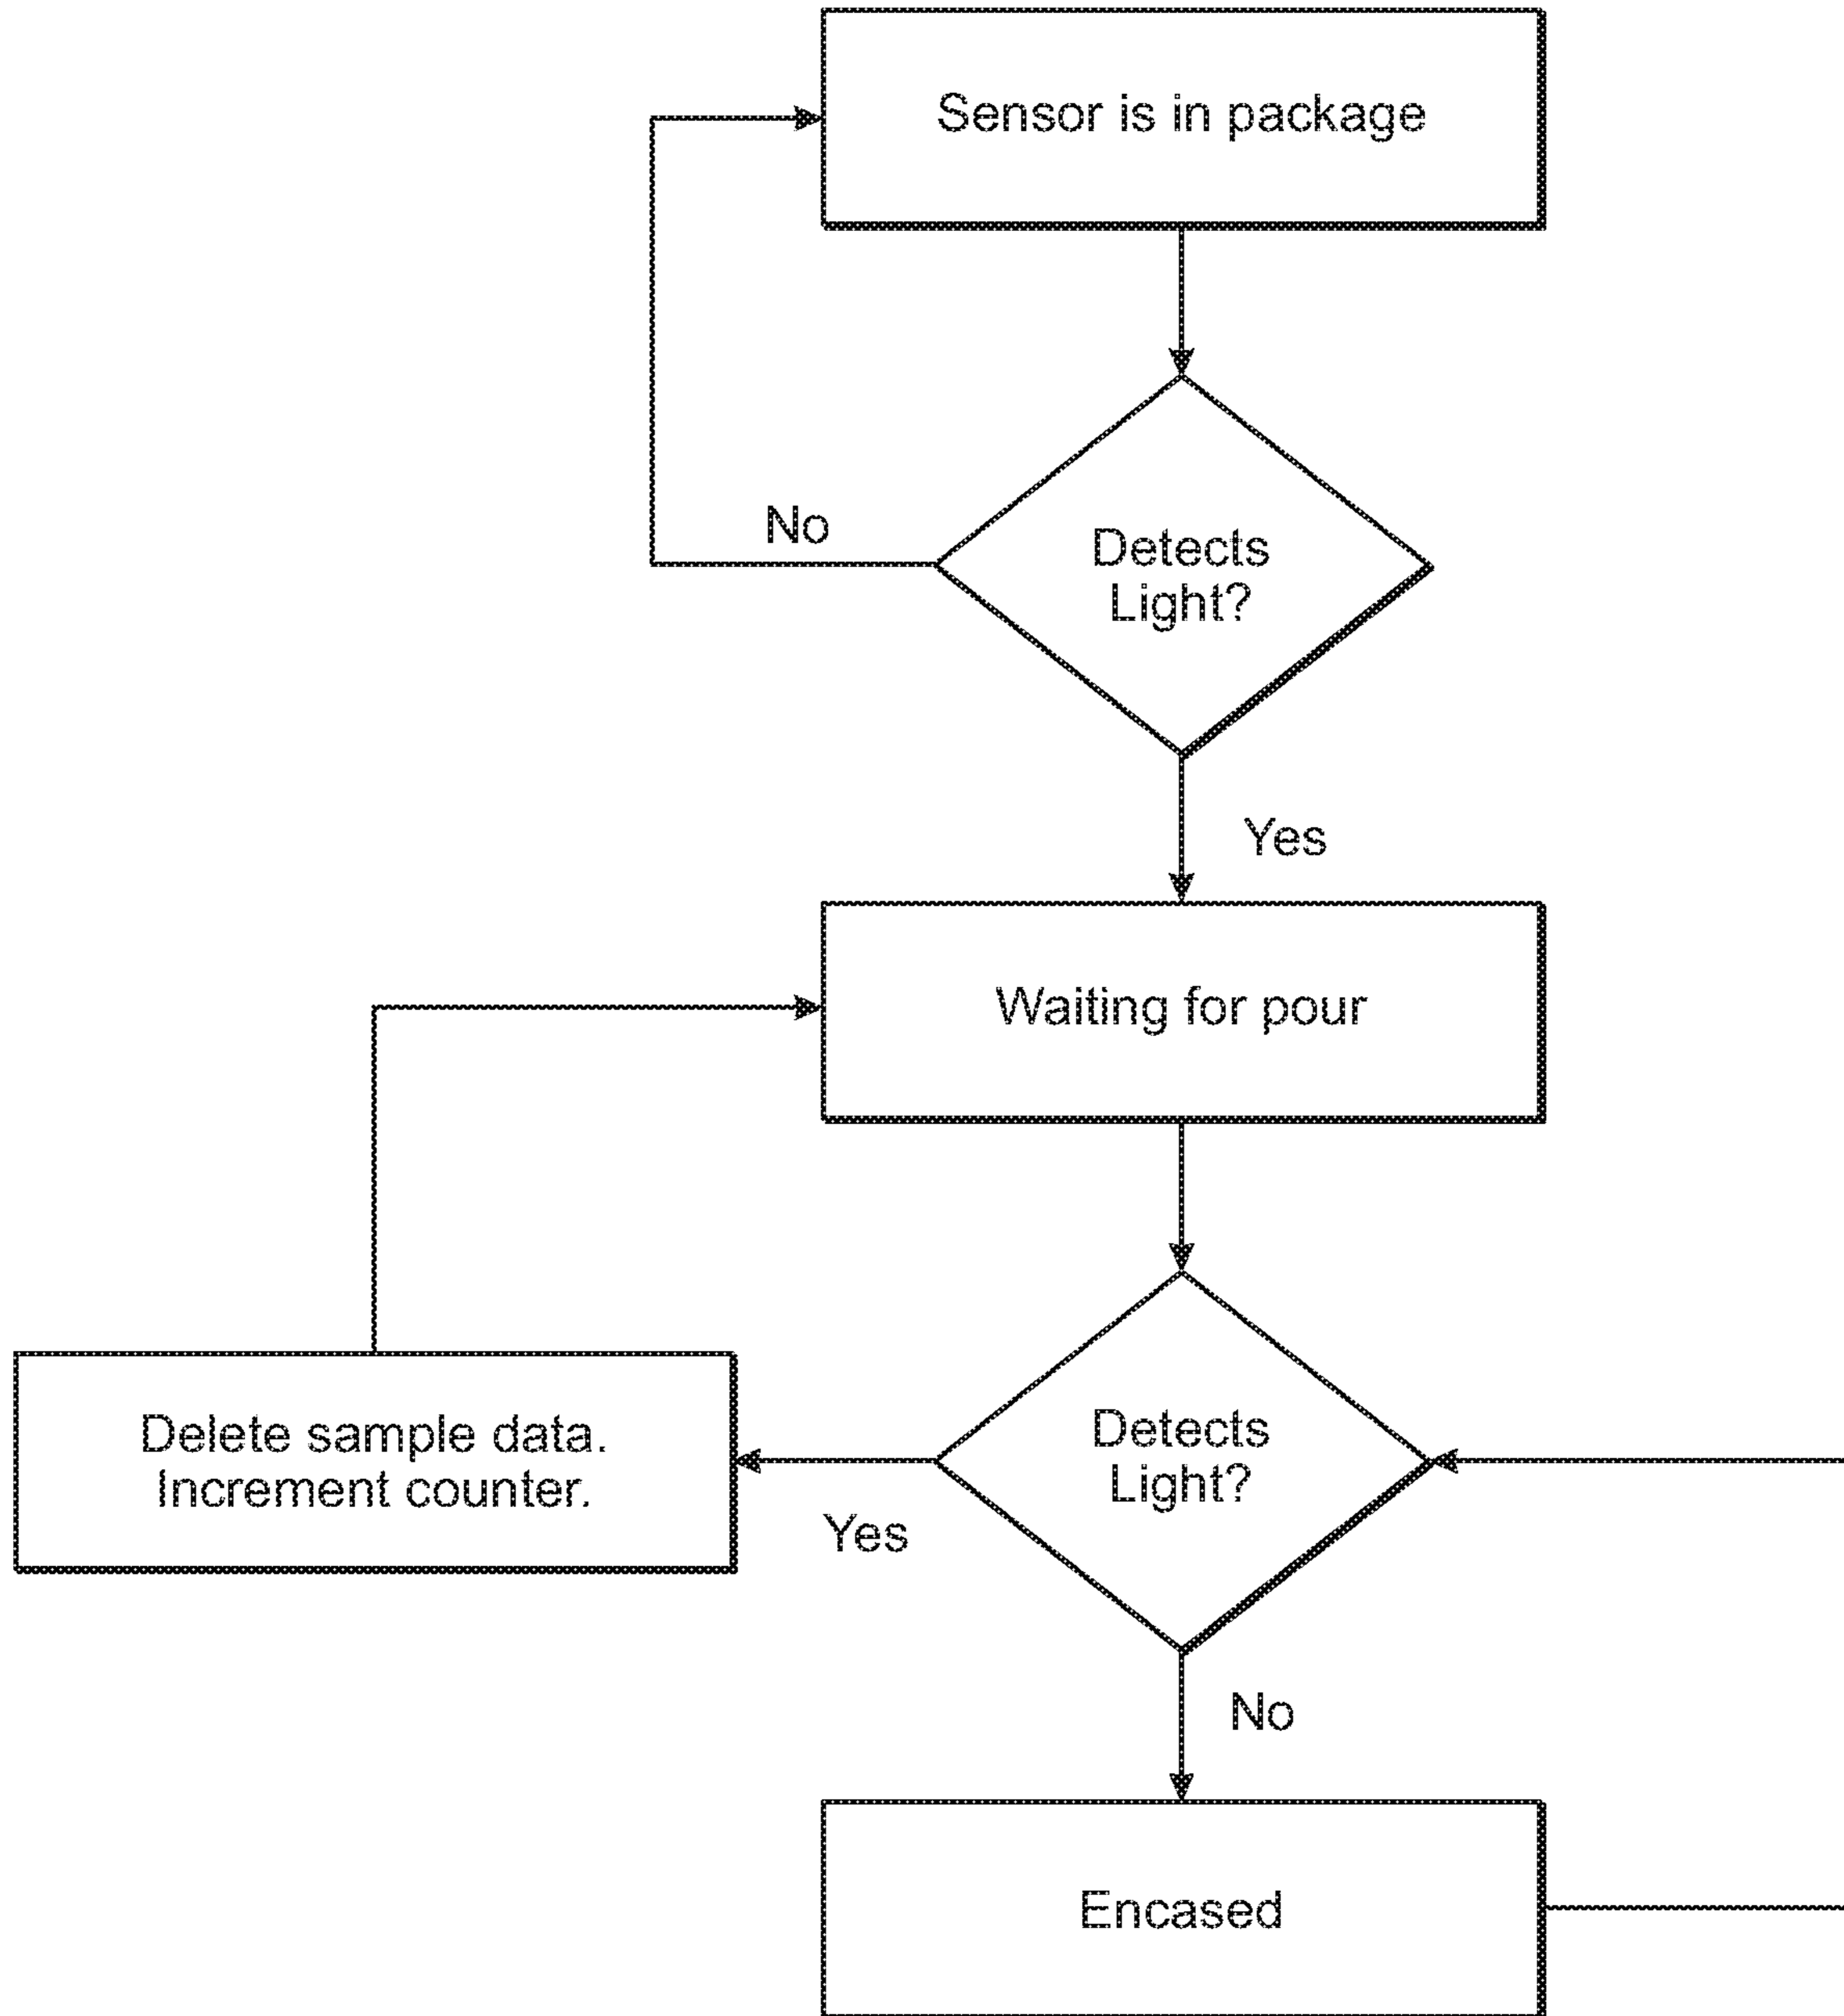 Sensor is in package
No
Detects
Light?
Yes
Waiting for pour
Delete sample data.
Increment counter.
Yes
Detects
Light?
No
Encased